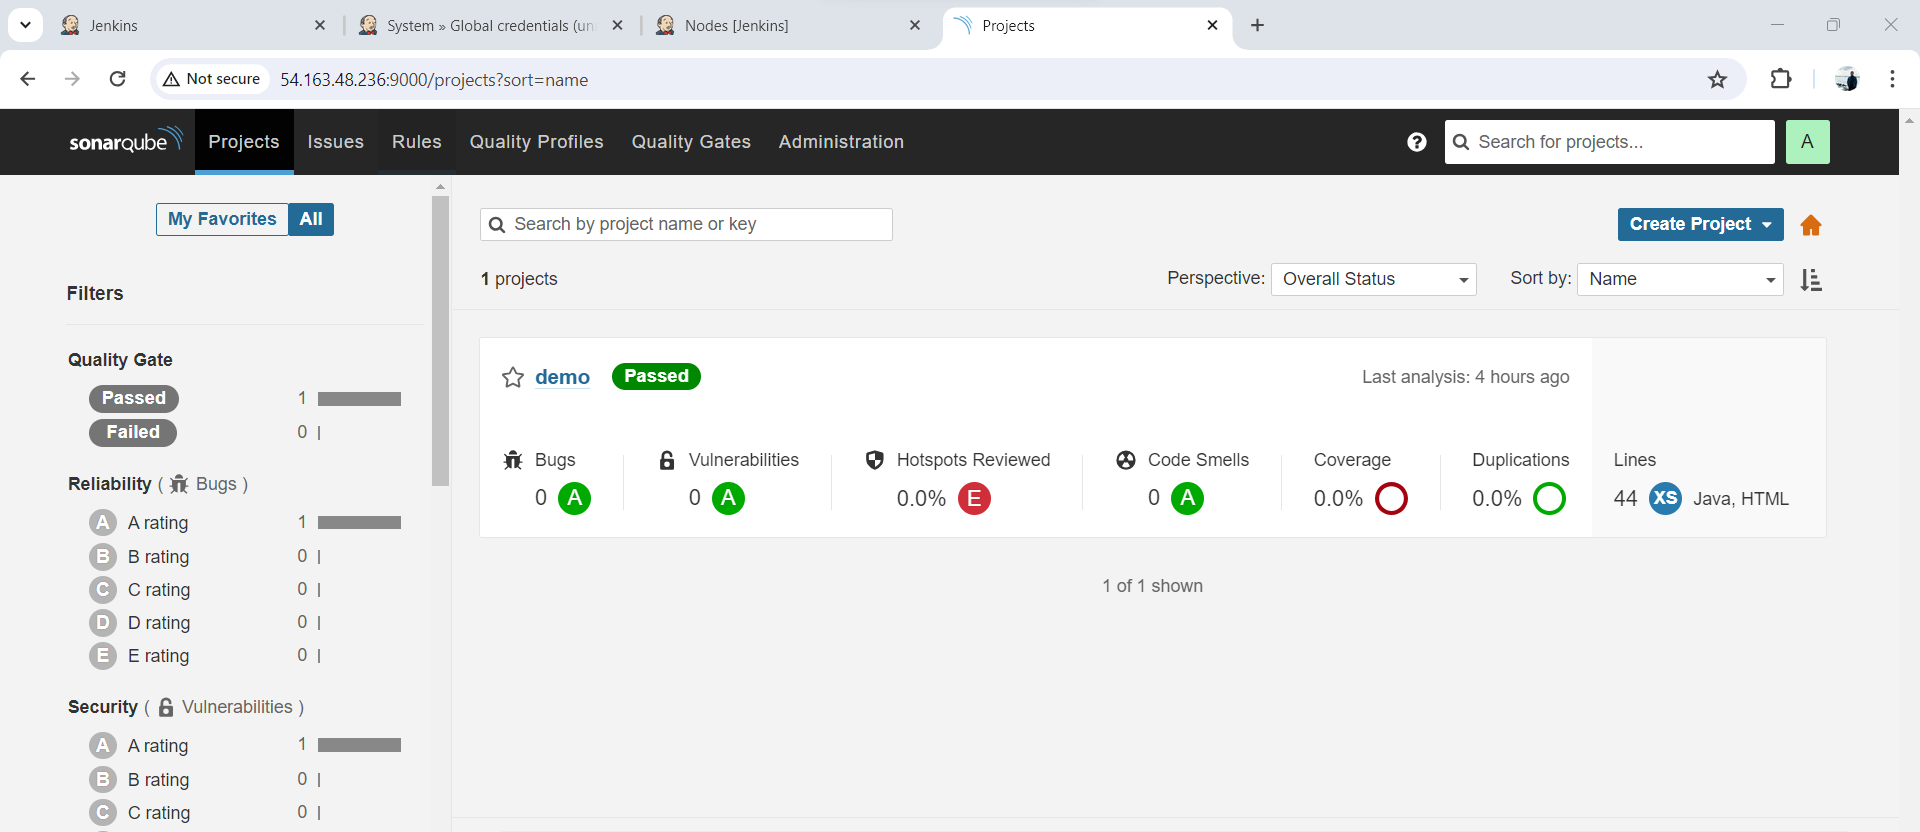 Jenkins
System » Global credentials (un
Nodes [Jenkins]
Projects
Not secure
54.163.48.236:9000/projects?sort=name
sonarqube
Projects
Issues
Rules
Quality Profiles
Quality Gates
Administration
?
Search for projects...
A
My Favorites
All
Search by project name or key
Create Project
1 projects
Perspective: Overall Status
Sort by: Name
Filters
Quality Gate
Passed 1
Failed 0
Reliability ( Bugs )
A A rating 1
B B rating 0
C C rating 0
D D rating 0
E E rating 0
Security ( Vulnerabilities )
A A rating 1
B B rating 0
C C rating 0
demo Passed
Last analysis: 4 hours ago
Bugs
0 A
Vulnerabilities
0 A
Hotspots Reviewed
0.0% E
Code Smells
0 A
Coverage
0.0%
Duplications
0.0%
Lines
44 XS Java, HTML
1 of 1 shown